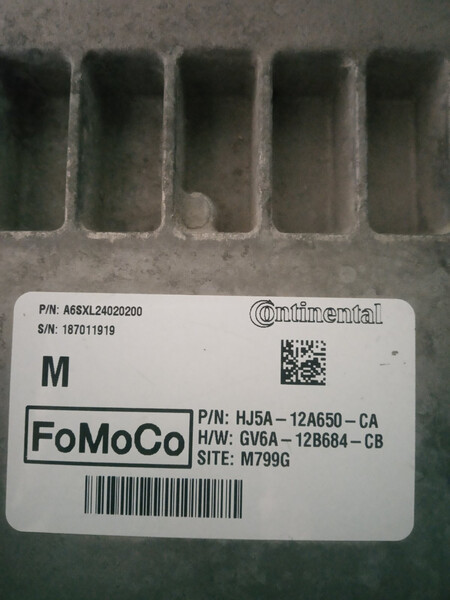 P/N: A6SXL24020200
Continental
S/N: 187011919
M
FoMoCo
P/N: HJ5A-12A650-CA
H/W: GV6A-12B684-CB
SITE: M799G